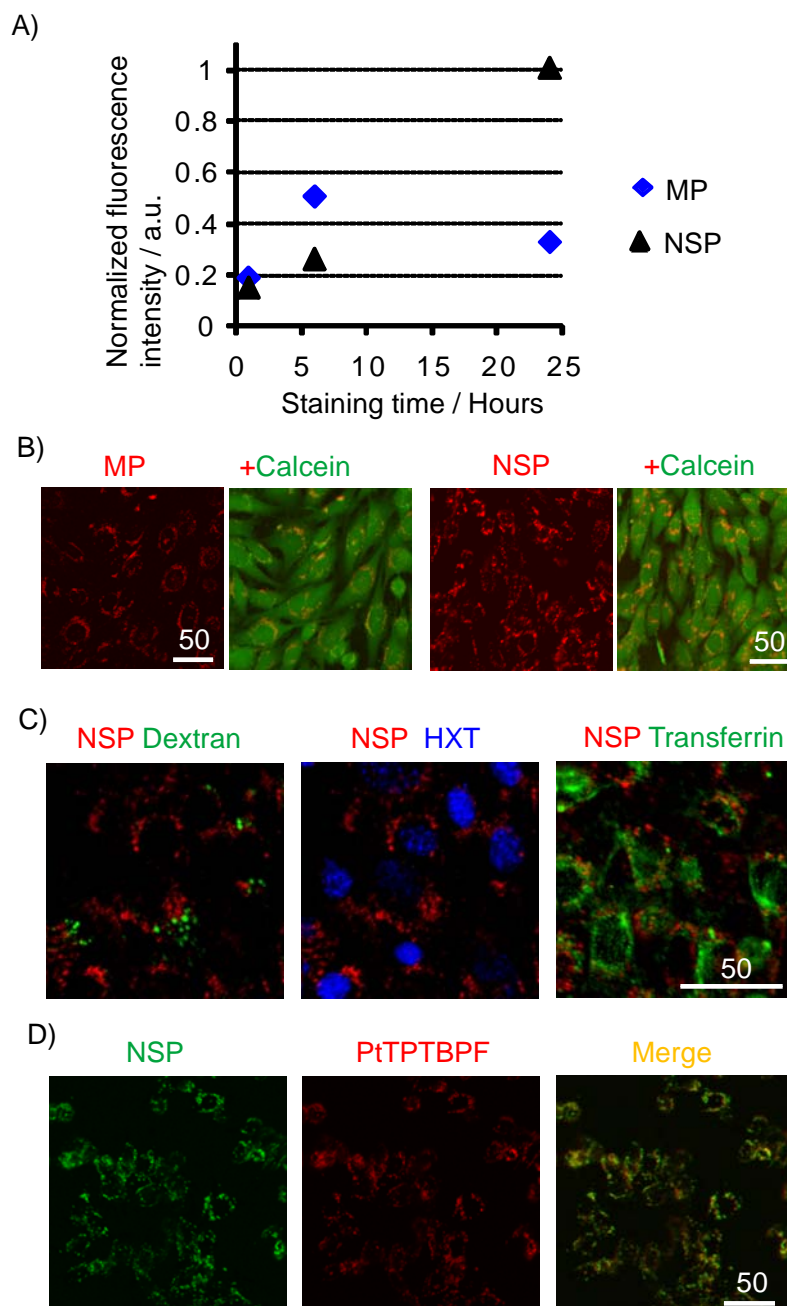 A)
Normalized fluorescence
intensity / a.u.
1
0.8
0.6
0.4
0.2
0
0 5 10 15 20 25
Staining time / Hours
MP
NSP
B)
MP +Calcein NSP +Calcein
50 50
C)
NSP Dextran NSP HXT NSP Transferrin
50
D)
NSP PtTPTBPF Merge
50